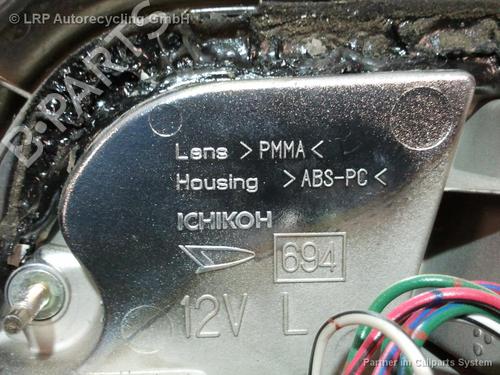 © LRP Autorecycling GmbH
B-PARTS
Lens >PMMA<
Housing >ABS-PC<
ICHIKOH
694
12V L
Partner im Callparts System